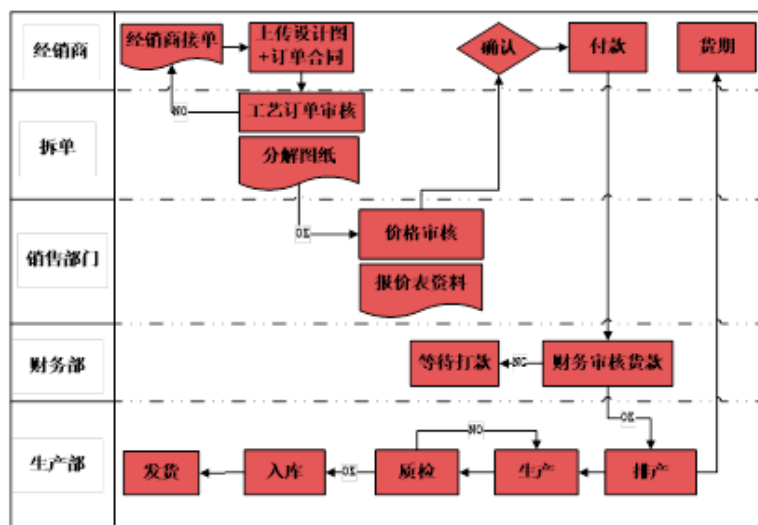 经销商
经销商接单
上传设计图
+订单合同
确认
付款
货期
NO
工艺订单审核
拆单
分解图纸
销售部门
价格审核
报价表资料
财务部
等待打款
NO
财务审核货款
NO
生产部
发货
入库
质检
生产
排产